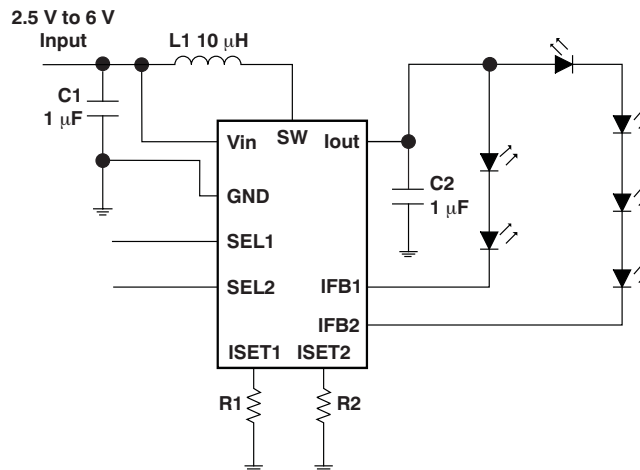 2.5 V to 6 V
Input
L1 10 μH
C1
1 μF
Vin
SW
Iout
GND
C2
1 μF
SEL1
SEL2
IFB1
IFB2
ISET1
ISET2
R1
R2